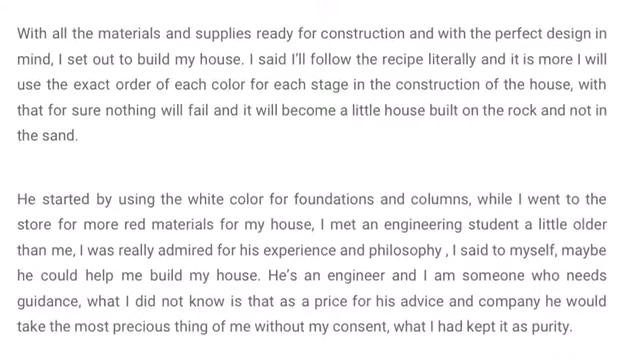 With all the materials and supplies ready for construction and with the perfect design in
mind, I set out to build my house. I said I'll follow the recipe literally and it is more I will
use the exact order of each color for each stage in the construction of the house, with
that for sure nothing will fail and it will become a little house built on the rock and not in
the sand.
He started by using the white color for foundations and columns, while I went to the
store for more red materials for my house, I met an engineering student a little older
than me, I was really admired for his experience and philosophy , I said to myself, maybe
he could help me build my house. He's an engineer and I am someone who needs
guidance, what I did not know is that as a price for his advice and company he would
take the most precious thing of me without my consent, what I had kept it as purity.